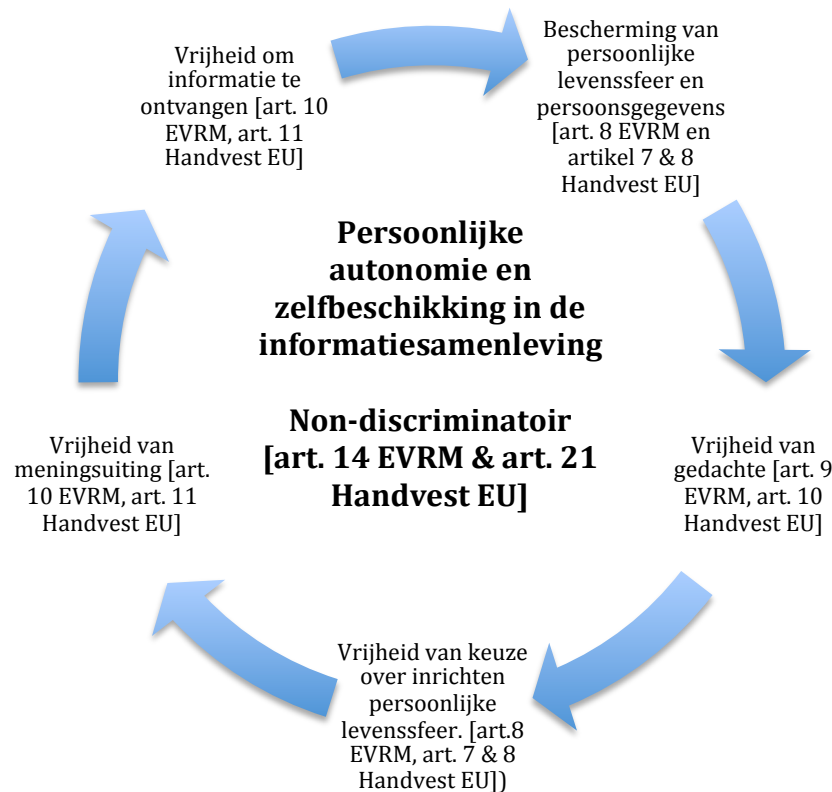 Vrijheid om
informatie te
ontvangen [art. 10
EVRM, art. 11
Handvest EU]
Bescherming van
persoonlijke
levenssfeer en
persoonsgegevens
[art. 8 EVRM en
artikel 7 & 8
Handvest EU]
Persoonlijke
autonomie en
zelfbeschikking in de
informatiesamenleving
Non-discriminatoir
[art. 14 EVRM & art. 21
Handvest EU]
Vrijheid van
gedachte [art. 9
EVRM, art. 10
Handvest EU]
Vrijheid van keuze
over inrichten
persoonlijke
levenssfeer. [art.8
EVRM, art. 7 & 8
Handvest EU])
Vrijheid van
meningsuiting [art.
10 EVRM, art. 11
Handvest EU]